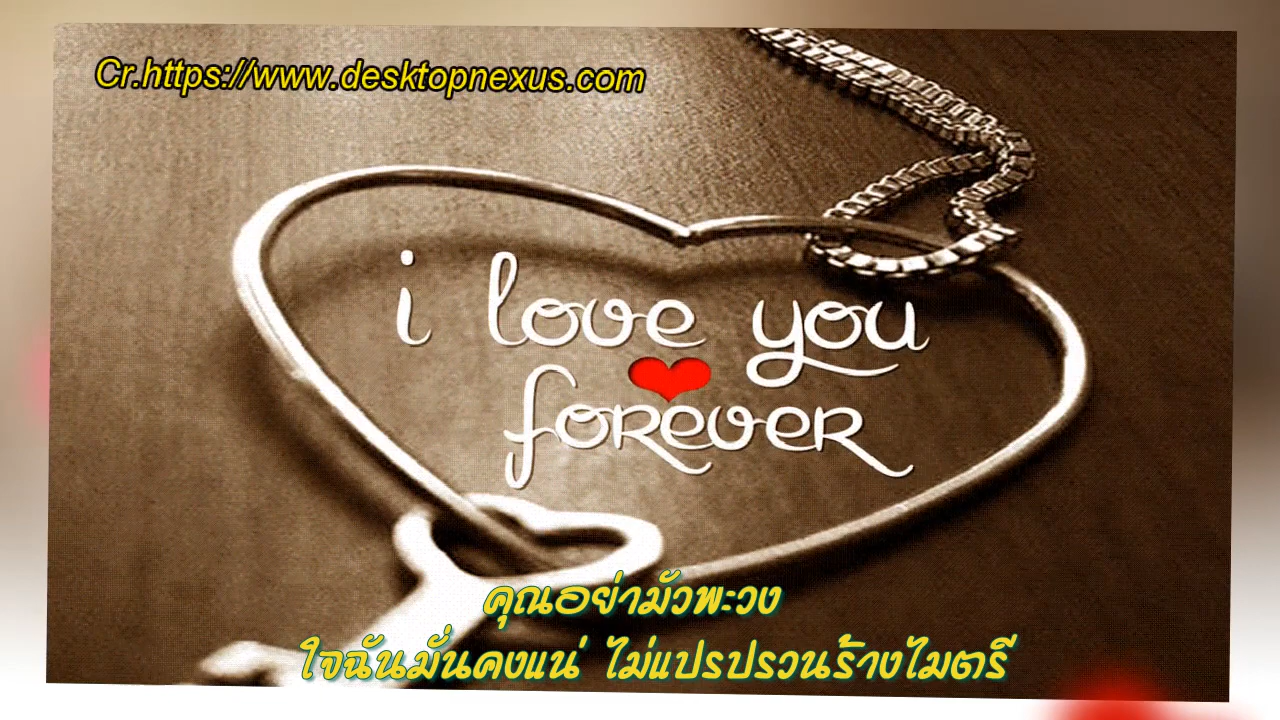 Cr.https://www.desktopnexus.com
i love you
forever
คุณอย่ามัวพะวง
ใจฉันมั่นคงแน่ ไม่แปรปรวนร้างไมตรี